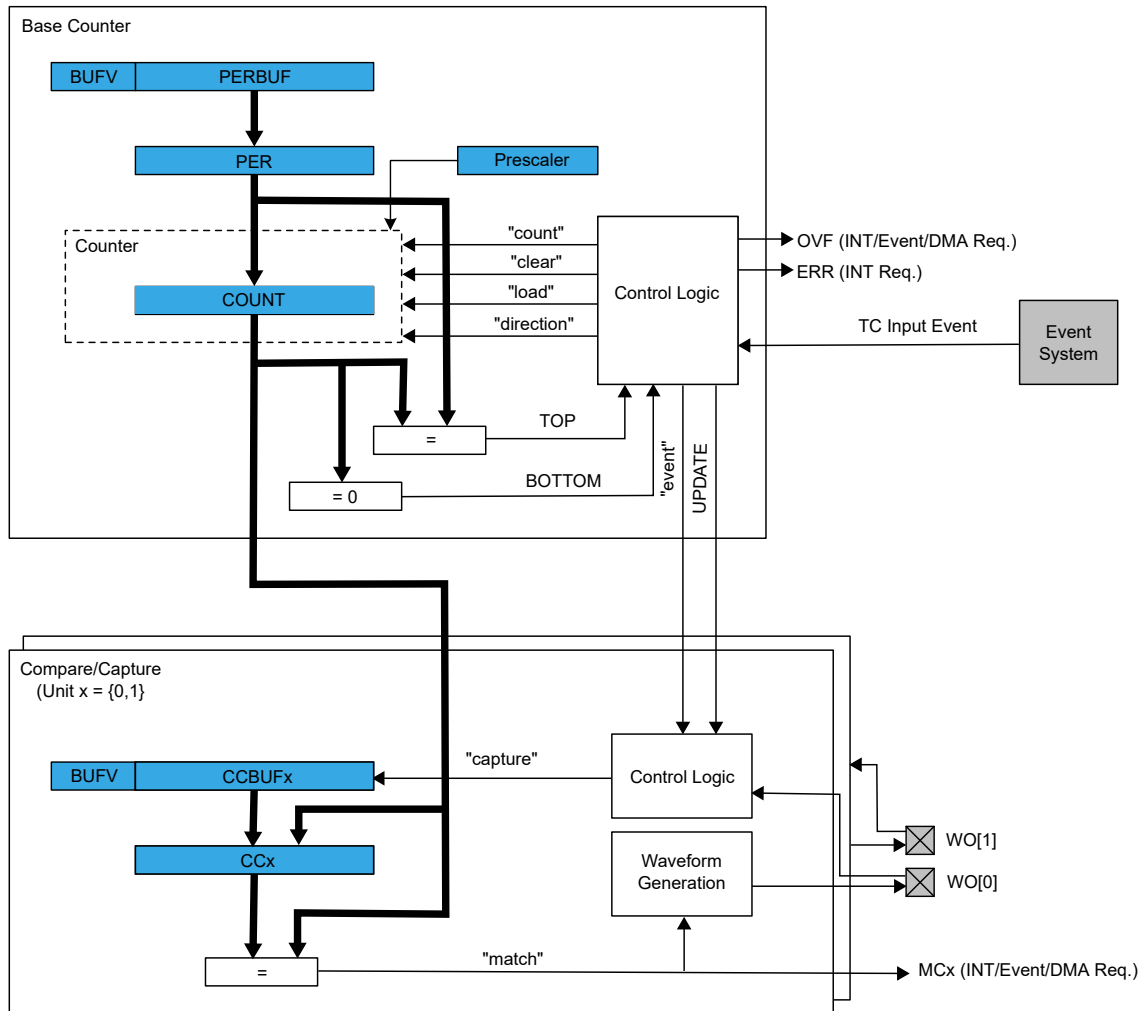 Base Counter
BUFV
PERBUF
PER
Prescaler
Counter
COUNT
"count"
"clear"
"load"
"direction"
Control Logic
OVF (INT/Event/DMA Req.)
ERR (INT Req.)
TC Input Event
Event
System
=
TOP
= 0
BOTTOM
"event"
UPDATE
Compare/Capture
(Unit x = {0,1}
BUFV
CCBUFx
"capture"
Control Logic
CCx
Waveform
Generation
WO[1]
WO[0]
=
"match"
MCx (INT/Event/DMA Req.)